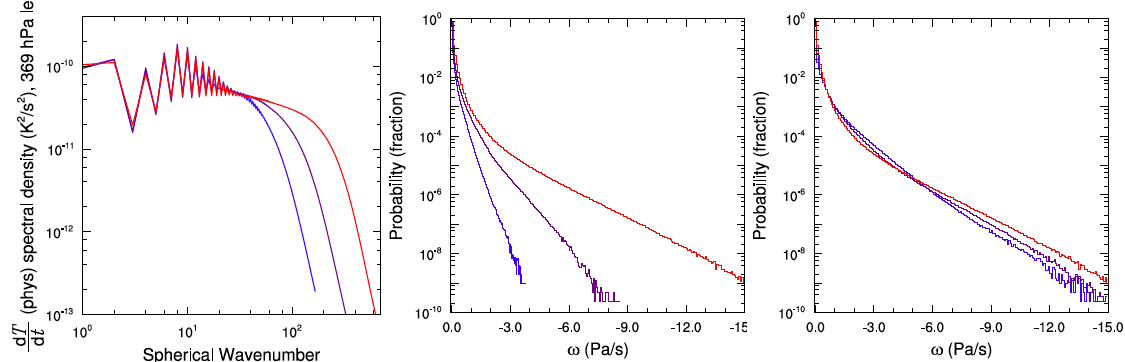 dT/dt (phys) spectral density (K²/s²), 369 hPa le
10⁻¹⁰
10⁻¹¹
10⁻¹²
10⁻¹³
10⁰ 10¹ 10²
Spherical Wavenumber
Probability (fraction)
10⁰
10⁻²
10⁻⁴
10⁻⁶
10⁻⁸
10⁻¹⁰
0.0 -3.0 -6.0 -9.0 -12.0 -15
ω (Pa/s)
Probability (fraction)
10⁰
10⁻²
10⁻⁴
10⁻⁶
10⁻⁸
10⁻¹⁰
0.0 -3.0 -6.0 -9.0 -12.0 -15.0
ω (Pa/s)